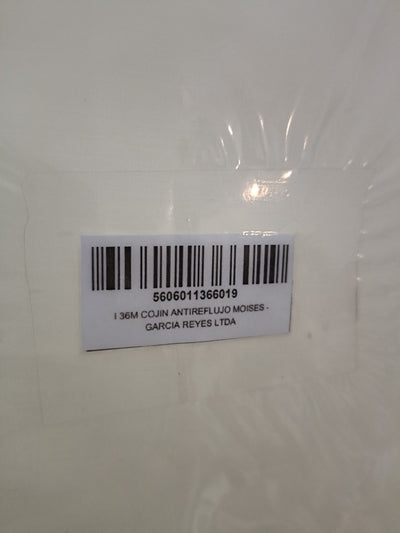 5606011366019
I 36M COJIN ANTIREFLUJO MOISES -
GARCIA REYES LTDA